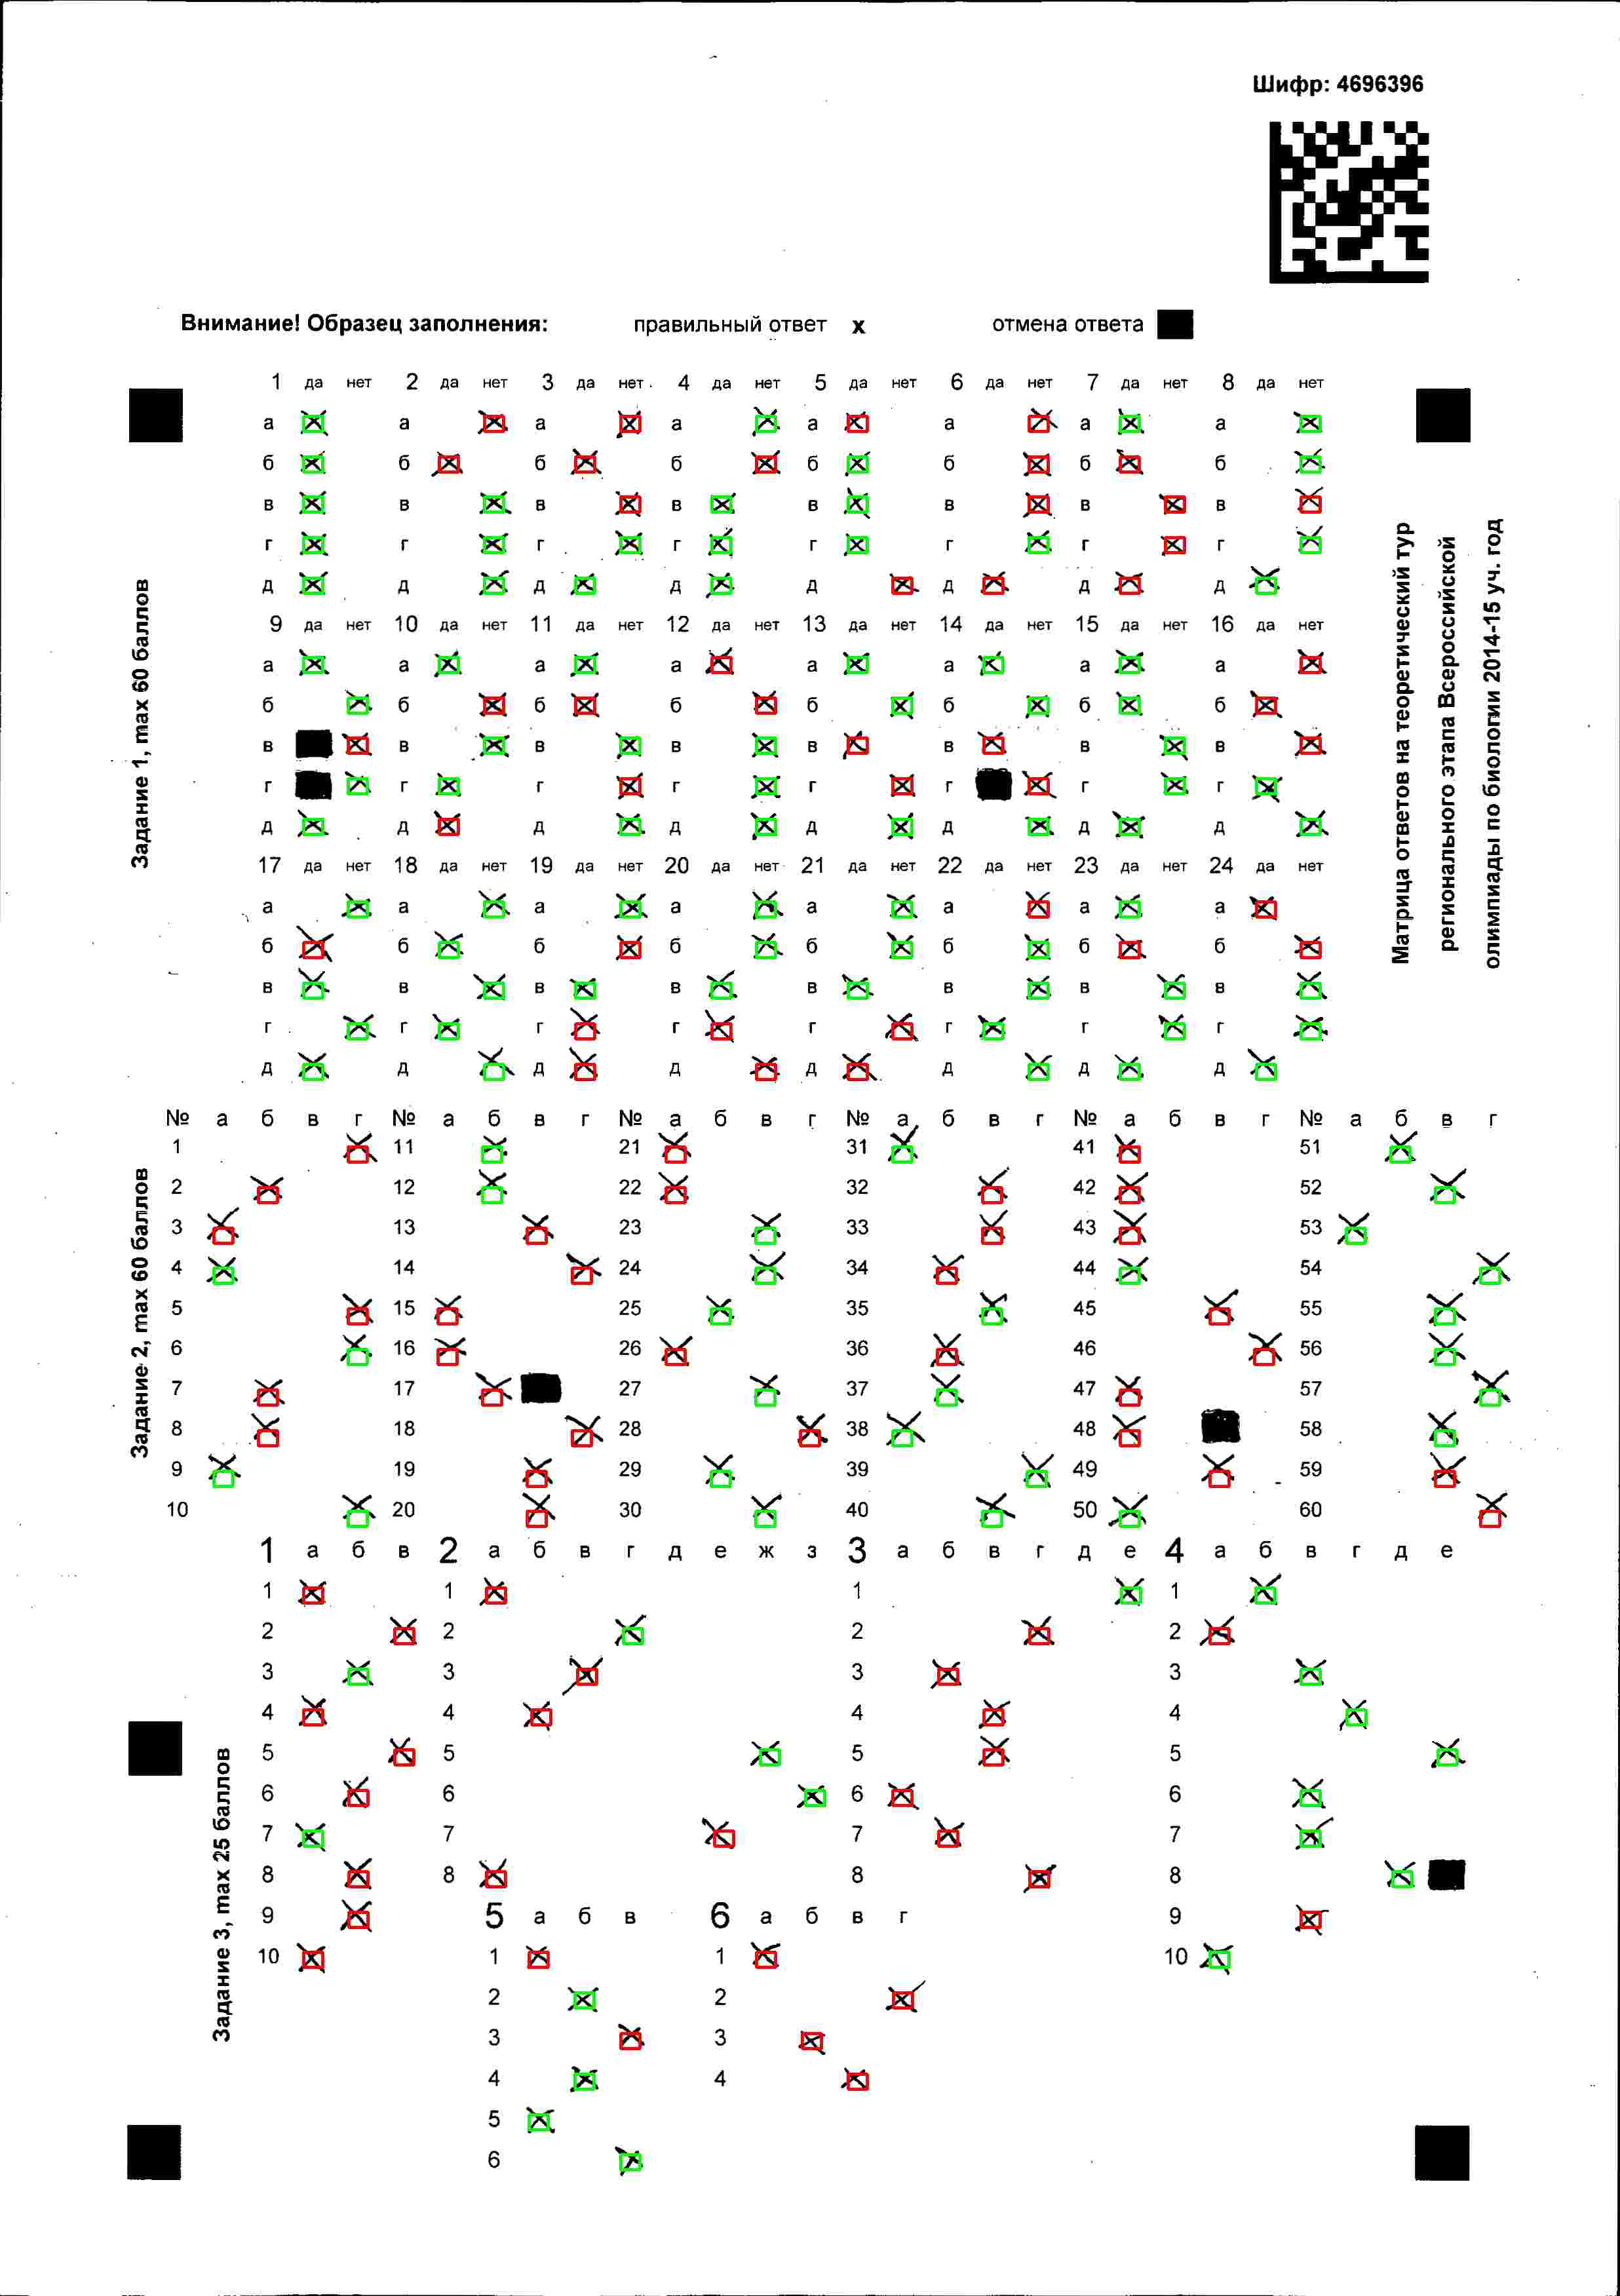 Шифр: 4696396
Внимание! Образец заполнения: правильный ответ х отмена ответа
1 да нет 2 да нет 3 да нет 4 да нет 5 да нет 6 да нет 7 да нет 8 да нет
а а а а а а а а
б б б б б б б б
в в в в в в в в
г г г г г г г г
д д д д д д д д
9 да нет 10 да нет 11 да нет 12 да нет 13 да нет 14 да нет 15 да нет 16 да нет
а а а а а а а а
б б б б б б б б
в в в в в в в в
г г г г г г г г
д д д д д д д д
17 да нет 18 да нет 19 да нет 20 да нет 21 да нет 22 да нет 23 да нет 24 да нет
а а а а а а а а
б б б б б б б б
в в в в в в в в
г г г г г г г г
д д д д д д д д
Задание 1, max 60 баллов
Матрица ответов на теоретический тур
регионального этапа Всероссийской
олимпиады по биологии 2014-15 уч. год
№ а б в г № а б в г № а б в г № а б в г № а б в г № а б в г
1 11 21 31 41 51
2 12 22 32 42 52
3 13 23 33 43 53
4 14 24 34 44 54
5 15 25 35 45 55
6 16 26 36 46 56
7 17 27 37 47 57
8 18 28 38 48 58
9 19 29 39 49 59
10 20 30 40 50 60
Задание 2, max 60 баллов
1 а б в 2 а б в г д е ж з 3 а б в г д е 4 а б в г д е
1 1 1 1
2 2 2 2
3 3 3 3
4 4 4 4
5 5 5 5
6 6 6 6
7 7 7 7
8 8 8 8
9 5 а б в 6 а б в г 9
10 1 1 10
2 2
3 3
4 4
5
6
Задание 3, max 25 баллов